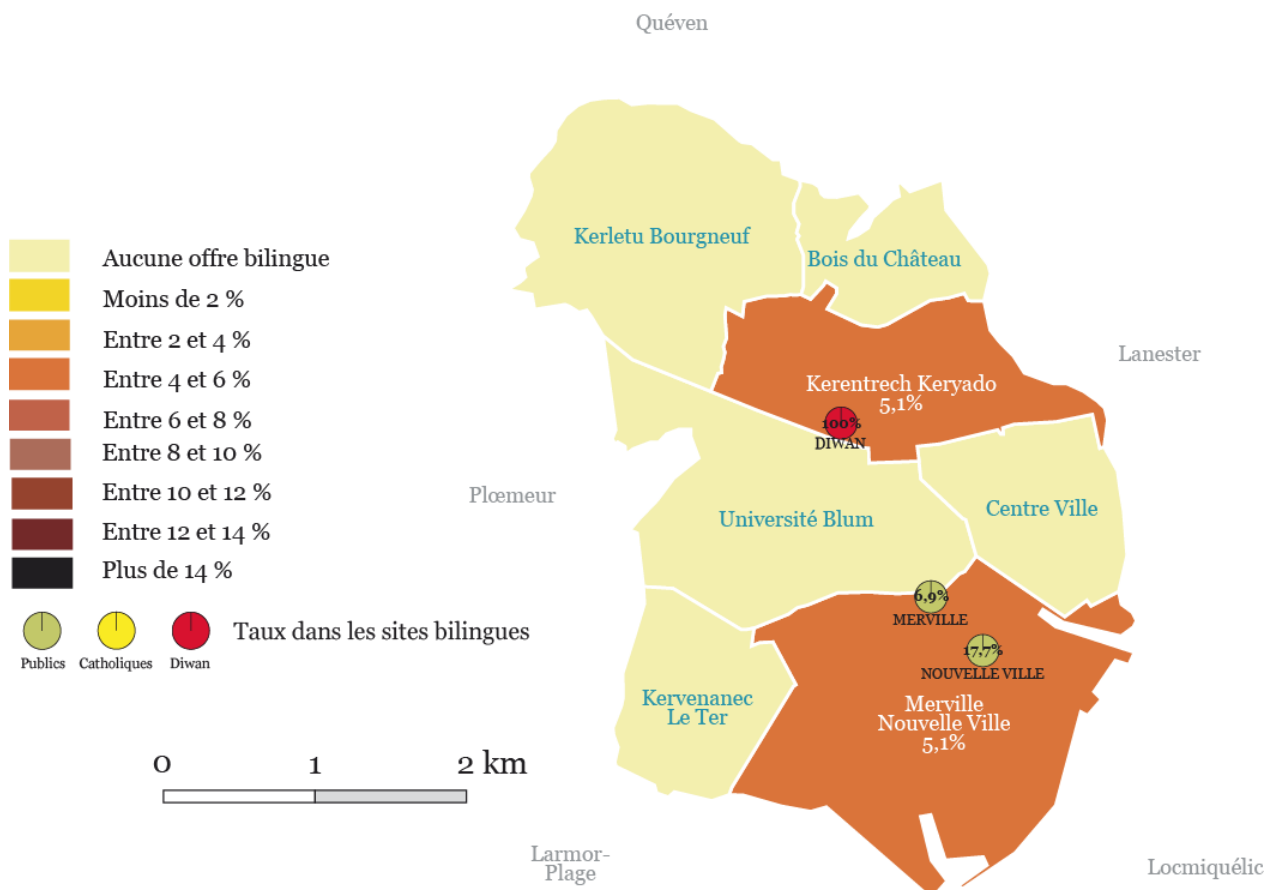 Quéven
Kerletu Bourgneuf
Bois du Château
Aucune offre bilingue
Moins de 2 %
Entre 2 et 4 %
Entre 4 et 6 %
Entre 6 et 8 %
Entre 8 et 10 %
Entre 10 et 12 %
Entre 12 et 14 %
Plus de 14 %
Taux dans les sites bilingues
Publics
Catholiques
Diwan
Lanester
Kerentrech Keryado
5,1%
100%
DIWAN
Plœmeur
Université Blum
Centre Ville
6,9%
MERVILLE
17,7%
NOUVELLE VILLE
Kervenanec
Le Ter
Merville
Nouvelle Ville
5,1%
0 1 2 km
Larmor-
Plage
Locmiquélic